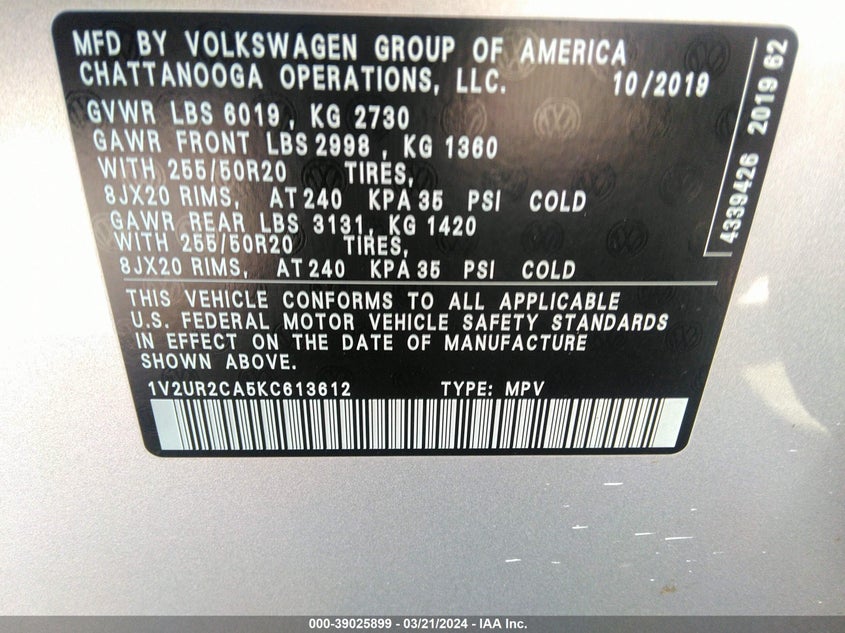 MFD BY VOLKSWAGEN GROUP OF AMERICA
CHATTANOOGA OPERATIONS, LLC. 10/2019
GVWR LBS 6019, KG 2730
GAWR FRONT LBS 2998, KG 1360
WITH 255/50R20 TIRES,
8JX20 RIMS, AT 240 KPA 35 PSI COLD
GAWR REAR LBS 3131, KG 1420
WITH 255/50R20 TIRES,
8JX20 RIMS, AT 240 KPA 35 PSI COLD
THIS VEHICLE CONFORMS TO ALL APPLICABLE
U.S. FEDERAL MOTOR VEHICLE SAFETY STANDARDS
IN EFFECT ON THE DATE OF MANUFACTURE
SHOWN ABOVE.
1V2UR2CA5KC613612 TYPE: MPV
4339426 2019 62
000-39025899 - 03/21/2024 - IAA Inc.